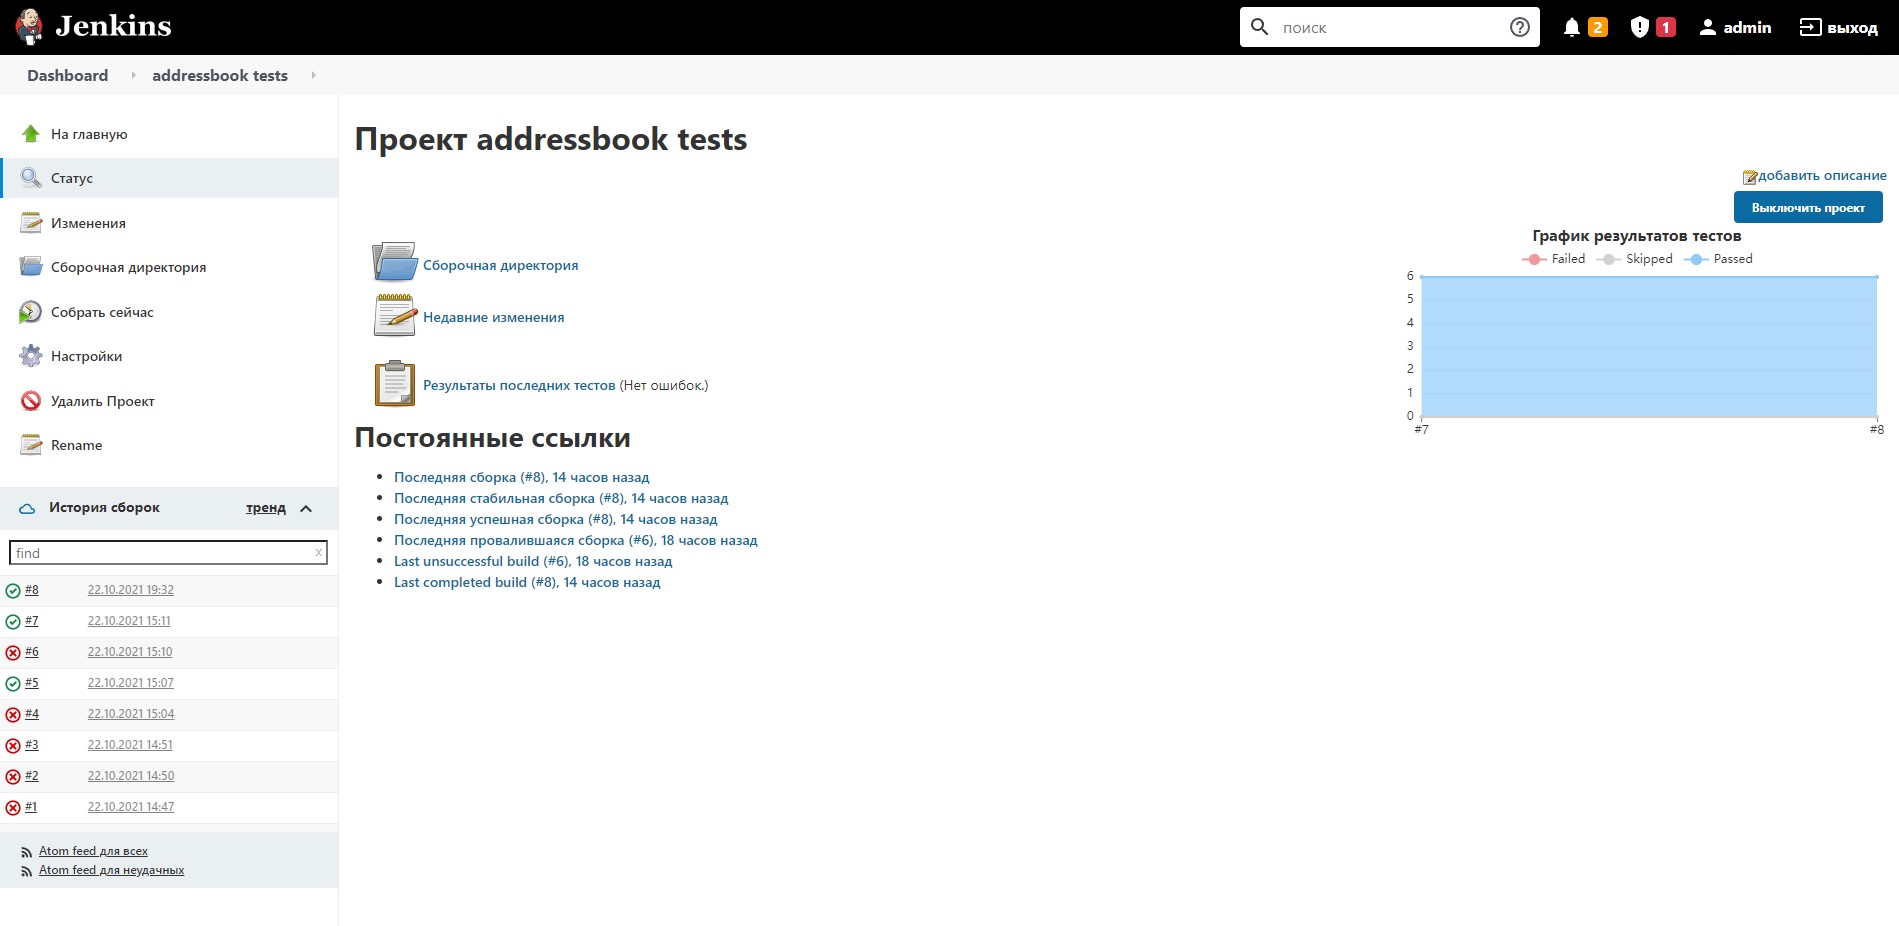 Jenkins
поиск
2
1
admin
выход
Dashboard
addressbook tests
На главную
Статус
Изменения
Сборочная директория
Собрать сейчас
Настройки
Удалить Проект
Rename
История сборок
тренд
find
x
#8 22.10.2021 19:32
#7 22.10.2021 15:11
#6 22.10.2021 15:10
#5 22.10.2021 15:07
#4 22.10.2021 15:04
#3 22.10.2021 14:51
#2 22.10.2021 14:50
#1 22.10.2021 14:47
Atom feed для всех
Atom feed для неудачных
Проект addressbook tests
добавить описание
Выключить проект
Сборочная директория
Недавние изменения
Результаты последних тестов (Нет ошибок.)
Постоянные ссылки
Последняя сборка (#8), 14 часов назад
Последняя стабильная сборка (#8), 14 часов назад
Последняя успешная сборка (#8), 14 часов назад
Последняя провалившаяся сборка (#6), 18 часов назад
Last unsuccessful build (#6), 18 часов назад
Last completed build (#8), 14 часов назад
График результатов тестов
Failed Skipped Passed
6
5
4
3
2
1
0
#7 #8